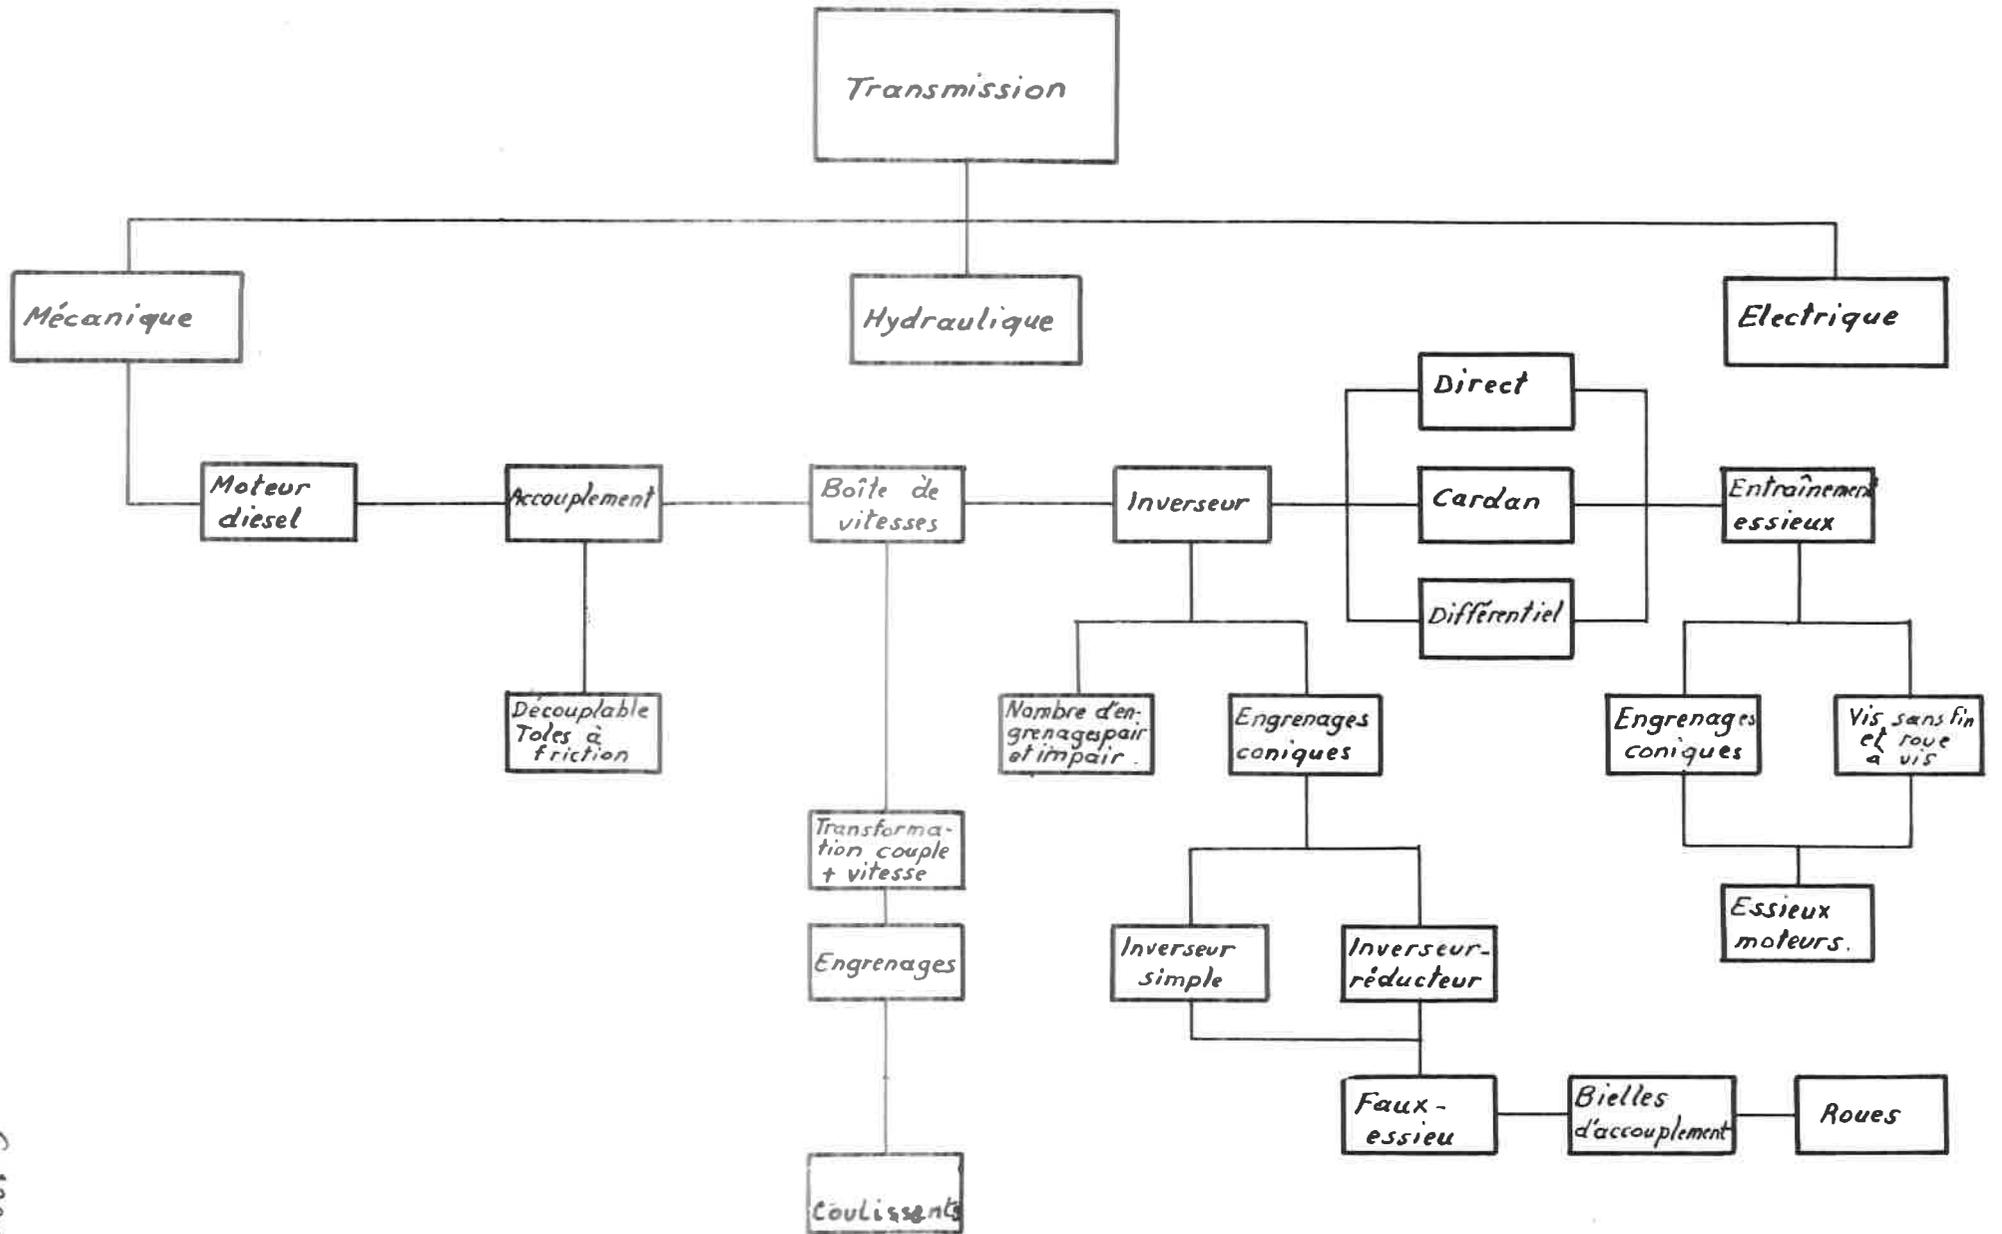 Transmission
Mécanique
Hydraulique
Electrique
Direct
Moteur
diesel
Accouplement
Boîte de
vitesses
Inverseur
Cardan
Entraînement
essieux
Différentiel
Découplable
Toles à
friction
Nombre d'en-
grenages pair
et impair.
Engrenages
coniques
Engrenages
coniques
Vis sans fin
et roue
a vis
Transforma-
tion couple
+ vitesse
Essieux
moteurs.
Engrenages
Inverseur
simple
Inverseur-
réducteur
Faux-
essieu
Bielles
d'accouplement
Roues
Coulissents